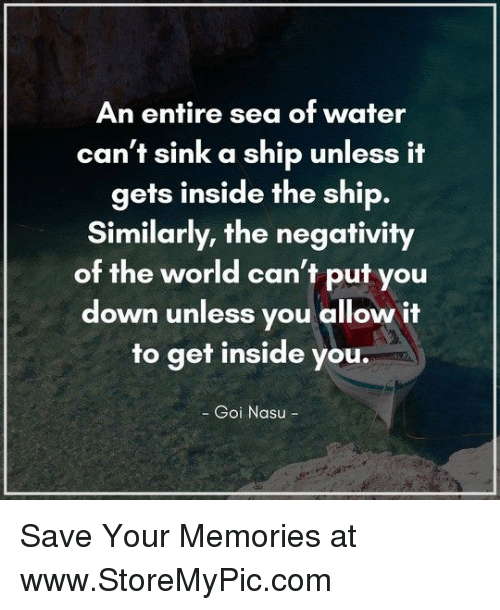 An entire sea of water
can't sink a ship unless it
gets inside the ship.
Similarly, the negativity
of the world can't put you
down unless you allow it
to get inside you.
- Goi Nasu -
Save Your Memories at
www.StoreMyPic.com